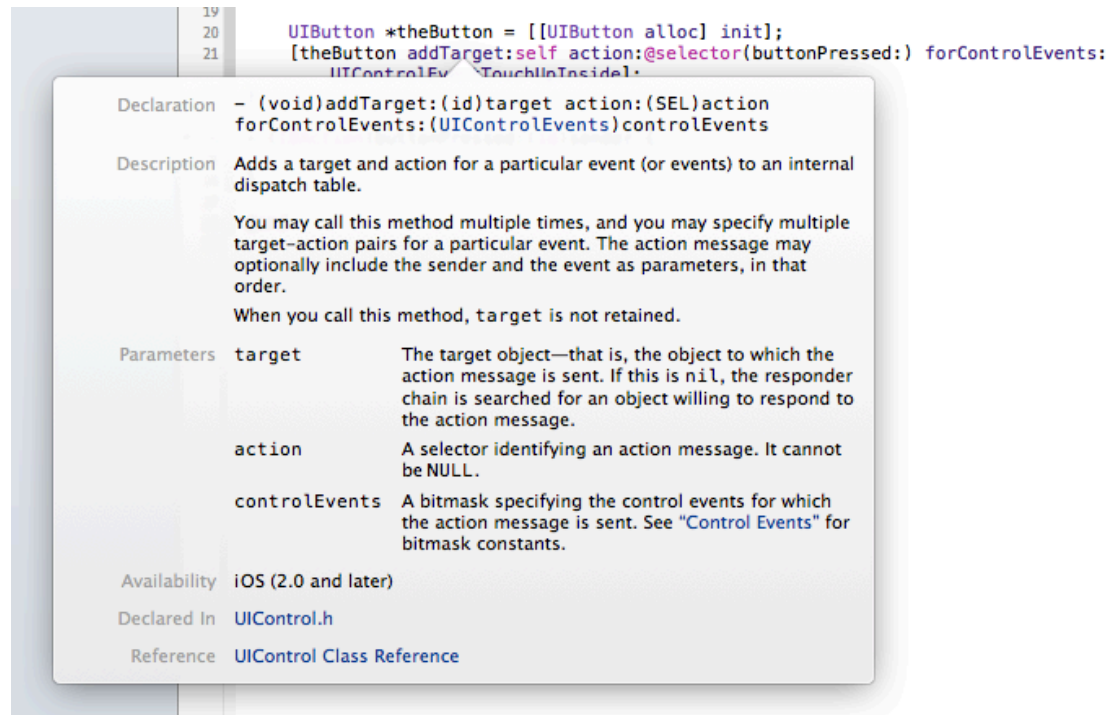 19
20 UIButton *theButton = [[UIButton alloc] init];
21 [theButton addTarget:self action:@selector(buttonPressed:) forControlEvents:
UIControlEv TouchUpInside];
Declaration - (void)addTarget:(id)target action:(SEL)action
forControlEvents:(UIControlEvents)controlEvents
Description Adds a target and action for a particular event (or events) to an internal
dispatch table.
You may call this method multiple times, and you may specify multiple
target-action pairs for a particular event. The action message may
optionally include the sender and the event as parameters, in that
order.
When you call this method, target is not retained.
Parameters target The target object—that is, the object to which the
action message is sent. If this is nil, the responder
chain is searched for an object willing to respond to
the action message.
action A selector identifying an action message. It cannot
be NULL.
controlEvents A bitmask specifying the control events for which
the action message is sent. See “Control Events” for
bitmask constants.
Availability iOS (2.0 and later)
Declared In UIControl.h
Reference UIControl Class Reference